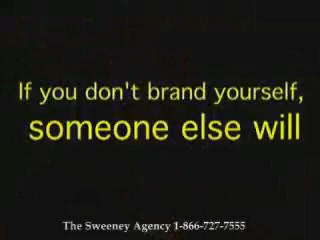 If you don't brand yourself,
someone else will
The Sweeney Agency 1-866-727-7555